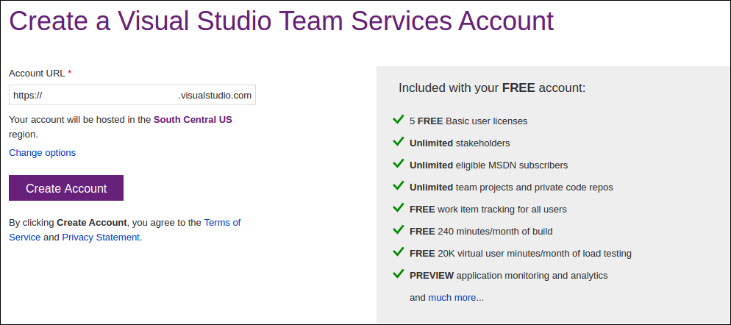 Create a Visual Studio Team Services Account
Account URL *
https:// .visualstudio.com
Your account will be hosted in the South Central US
region.
Change options
Create Account
By clicking Create Account, you agree to the Terms of
Service and Privacy Statement.
Included with your FREE account:
5 FREE Basic user licenses
Unlimited stakeholders
Unlimited eligible MSDN subscribers
Unlimited team projects and private code repos
FREE work item tracking for all users
FREE 240 minutes/month of build
FREE 20K virtual user minutes/month of load testing
PREVIEW application monitoring and analytics
and much more...